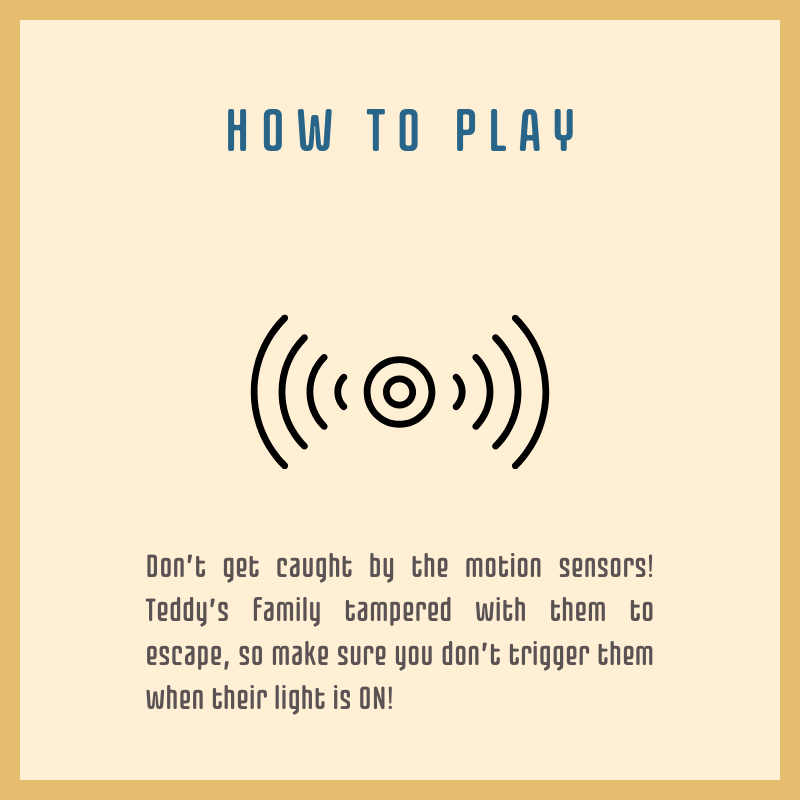 HOW TO PLAY
Don't get caught by the motion sensors!
Teddy's family tampered with them to
escape, so make sure you don't trigger them
when their light is ON!